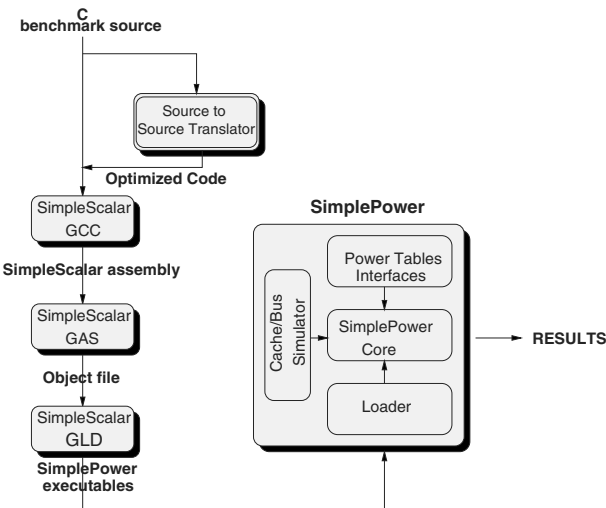 C
benchmark source
Source to
Source Translator
Optimized Code
SimpleScalar
GCC
SimpleScalar assembly
SimpleScalar
GAS
Object file
SimpleScalar
GLD
SimplePower
executables
SimplePower
Power Tables
Interfaces
Cache/Bus
Simulator
SimplePower
Core
Loader
RESULTS